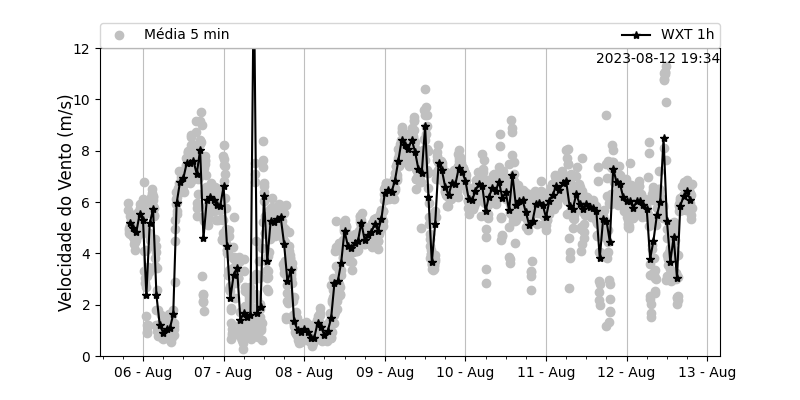 Média 5 min
WXT 1h
2023-08-12 19:34
Velocidade do Vento (m/s)
12
10
8
6
4
2
0
06 - Aug
07 - Aug
08 - Aug
09 - Aug
10 - Aug
11 - Aug
12 - Aug
13 - Aug